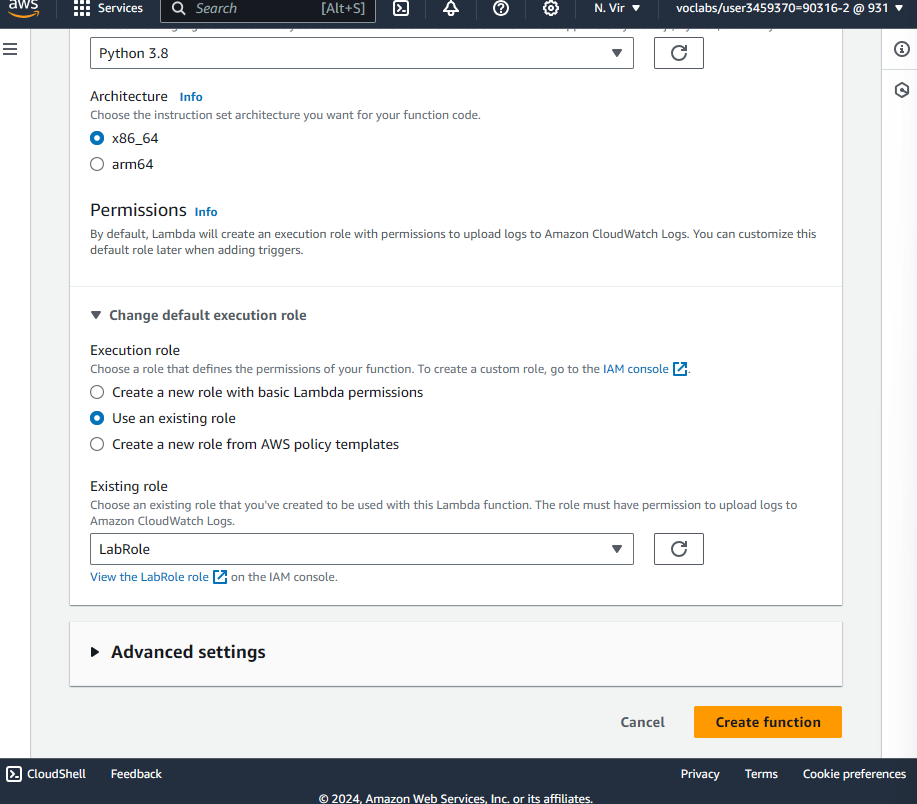 aws
Services
Search [Alt+S]
N. Vir
voclabs/user3459370=90316-2 @ 931
Python 3.8
Architecture Info
Choose the instruction set architecture you want for your function code.
x86_64
arm64
Permissions Info
By default, Lambda will create an execution role with permissions to upload logs to Amazon CloudWatch Logs. You can customize this
default role later when adding triggers.
Change default execution role
Execution role
Choose a role that defines the permissions of your function. To create a custom role, go to the IAM console.
Create a new role with basic Lambda permissions
Use an existing role
Create a new role from AWS policy templates
Existing role
Choose an existing role that you've created to be used with this Lambda function. The role must have permission to upload logs to
Amazon CloudWatch Logs.
LabRole
View the LabRole role on the IAM console.
Advanced settings
Cancel
Create function
CloudShell
Feedback
Privacy
Terms
Cookie preferences
© 2024, Amazon Web Services, Inc. or its affiliates.